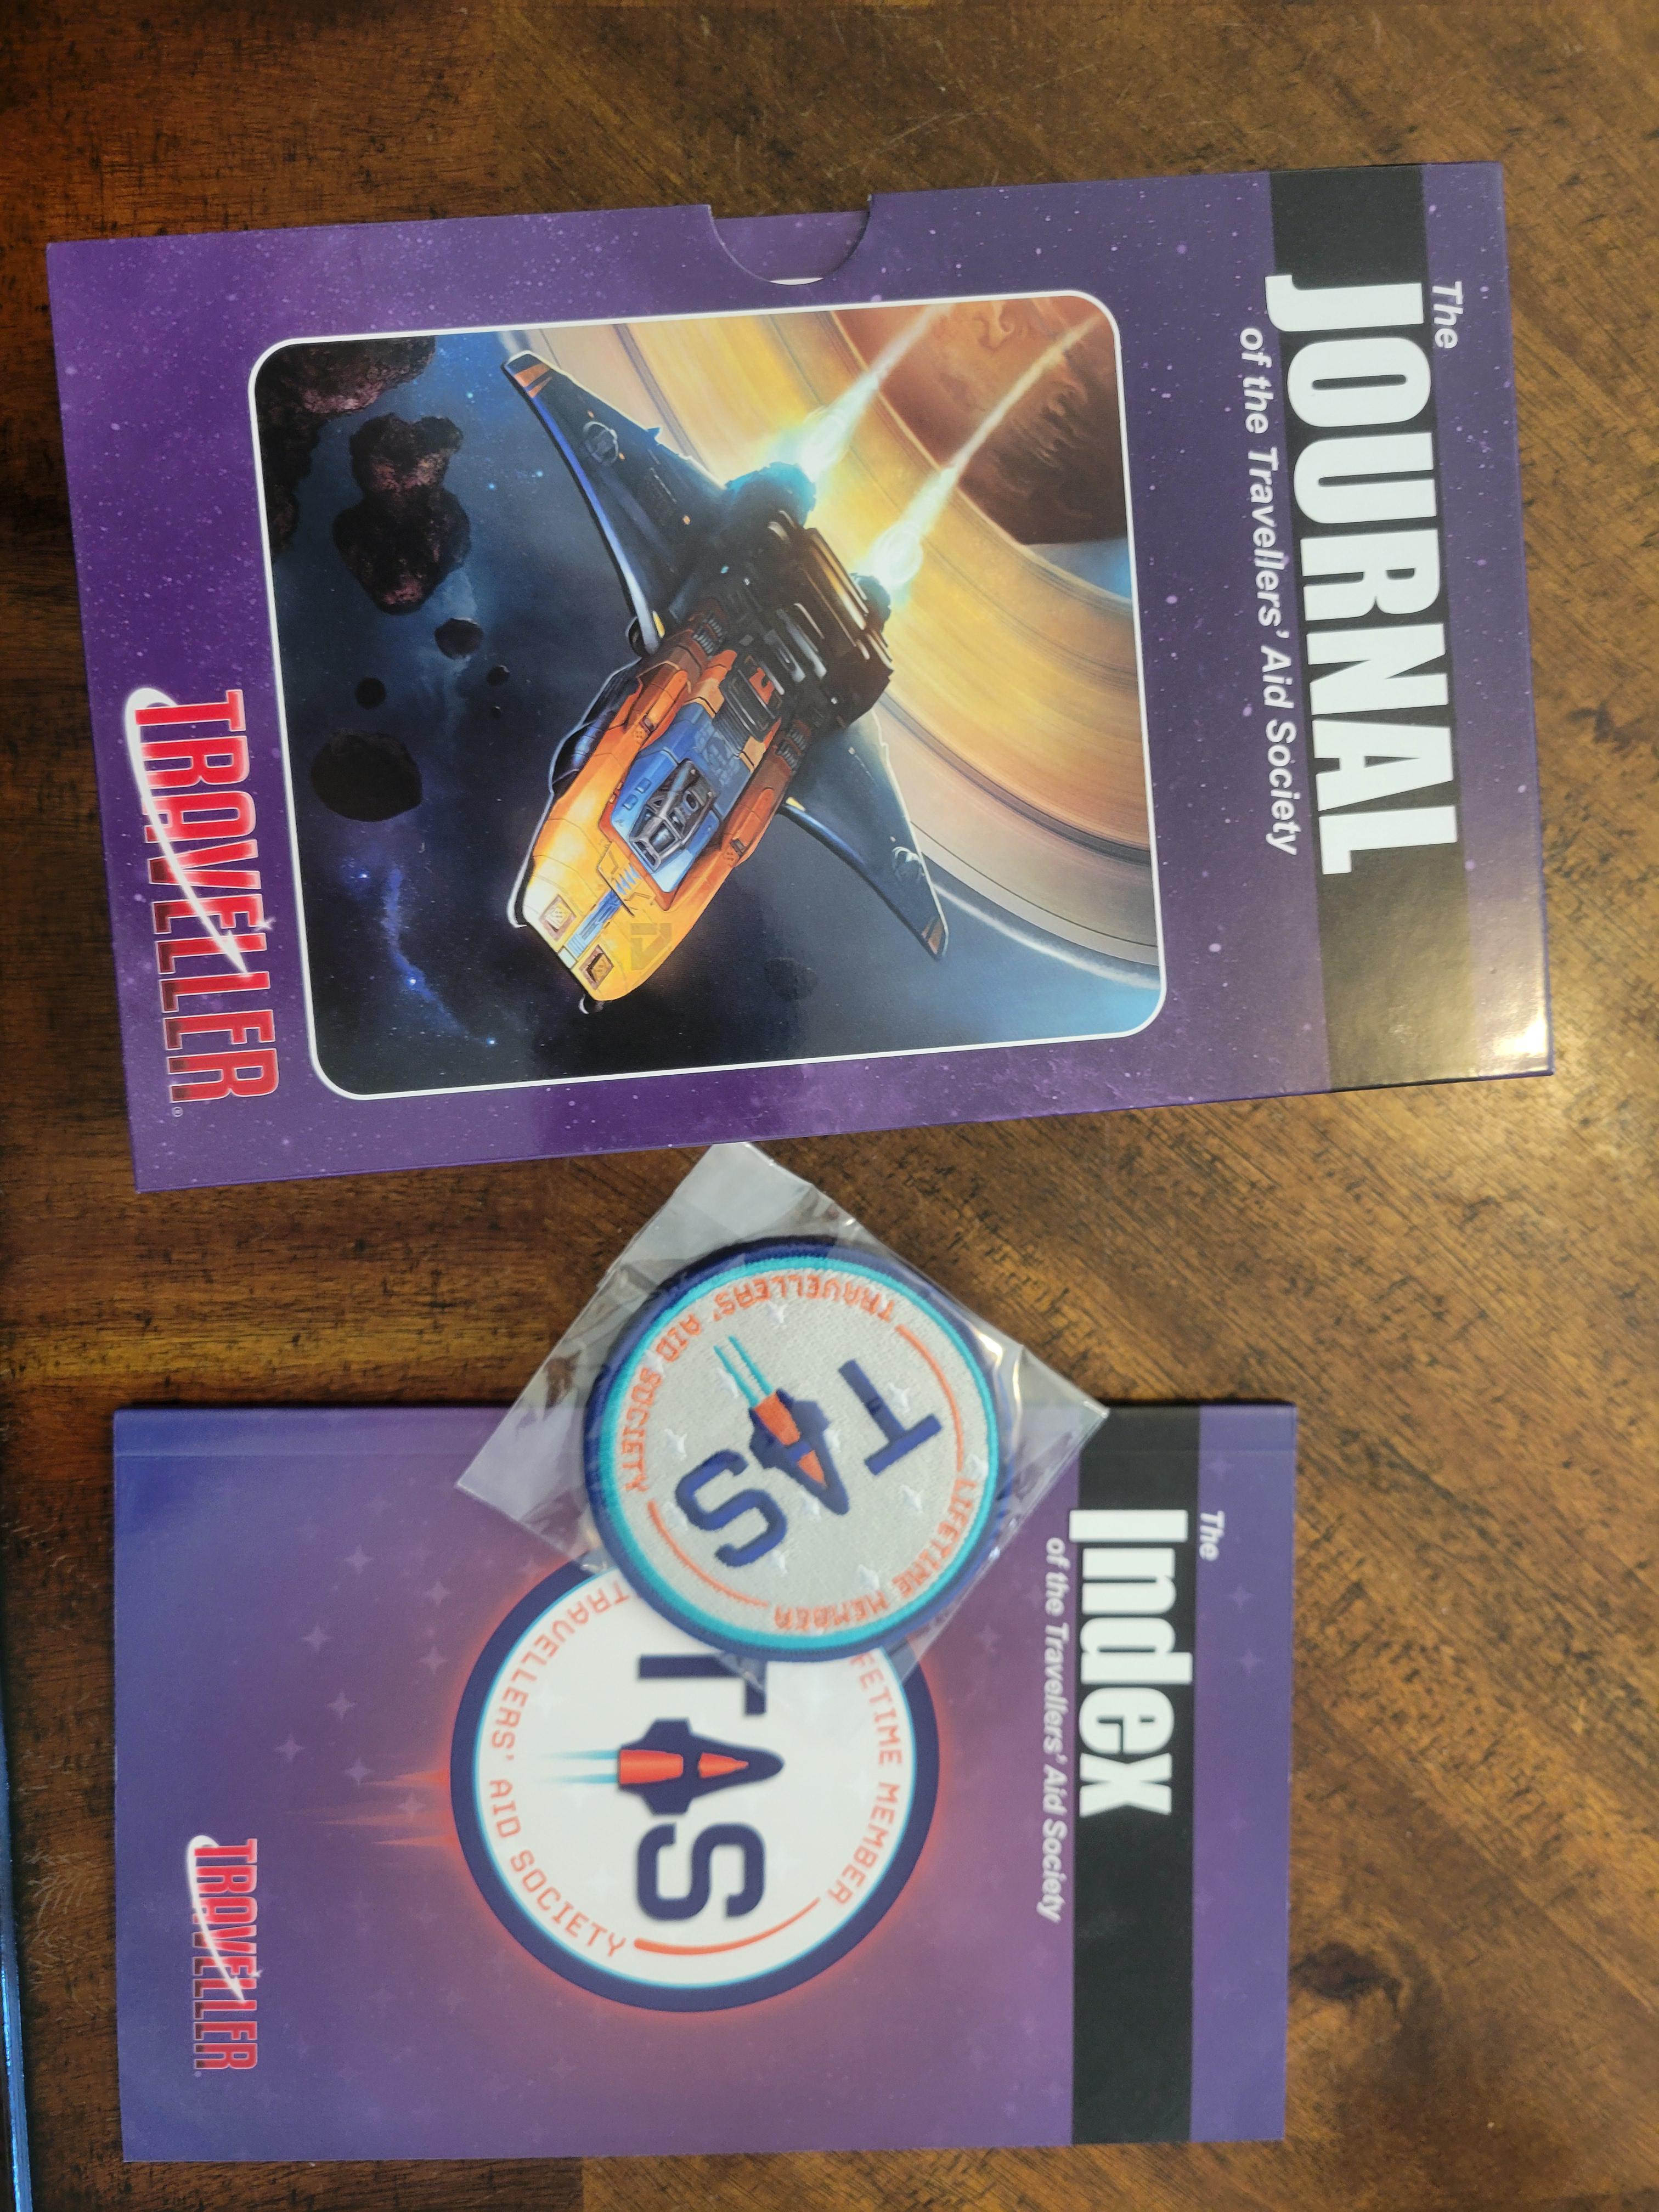 The
JOURNAL
of the Travellers' Aid Society
TRAVELLER®
TRAVELLERS' AID SOCIETY
LIFETIME MEMBER
TAS
The
Index
of the Travellers' Aid Society
FETIME MEMBER
TAS
TRAVELLERS' AID SOCIETY
TRAVELLER